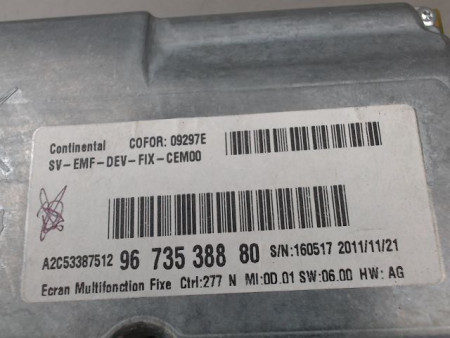 Continental COFOR: 09297E
SV-EMF-DEV-FIX-CEM00
A2C53387512 96 735 388 80 S/N:160517 2011/11/21
Ecran Multifonction Fixe Ctrl:277 N MI:0D.01 SW:06.00 HW: AG